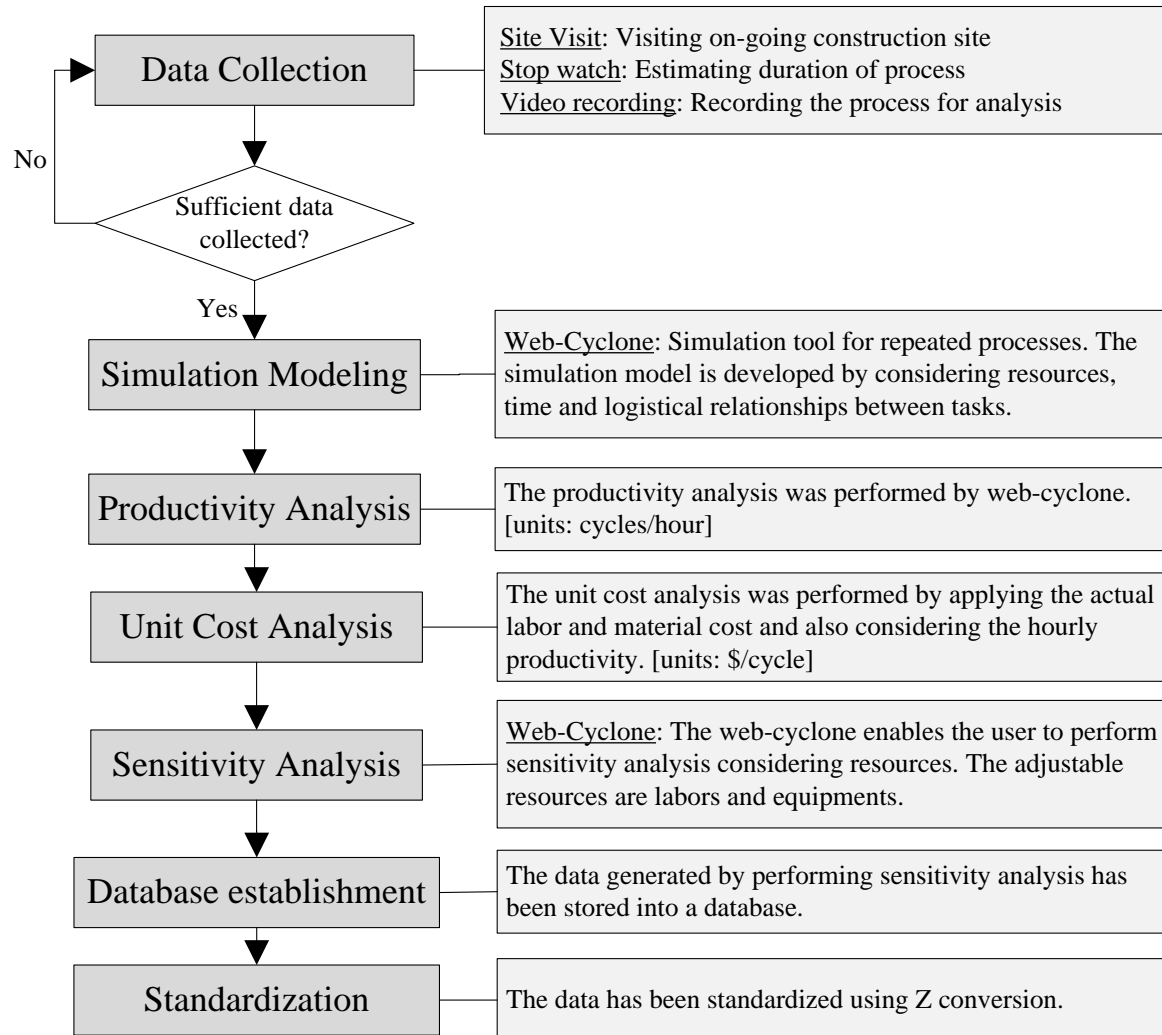 Data Collection
Site Visit: Visiting on-going construction site
Stop watch: Estimating duration of process
Video recording: Recording the process for analysis
No
Sufficient data
collected?
Yes
Simulation Modeling
Web-Cyclone: Simulation tool for repeated processes. The
simulation model is developed by considering resources,
time and logistical relationships between tasks.
Productivity Analysis
The productivity analysis was performed by web-cyclone.
[units: cycles/hour]
Unit Cost Analysis
The unit cost analysis was performed by applying the actual
labor and material cost and also considering the hourly
productivity. [units: $/cycle]
Sensitivity Analysis
Web-Cyclone: The web-cyclone enables the user to perform
sensitivity analysis considering resources. The adjustable
resources are labors and equipments.
Database establishment
The data generated by performing sensitivity analysis has
been stored into a database.
Standardization
The data has been standardized using Z conversion.